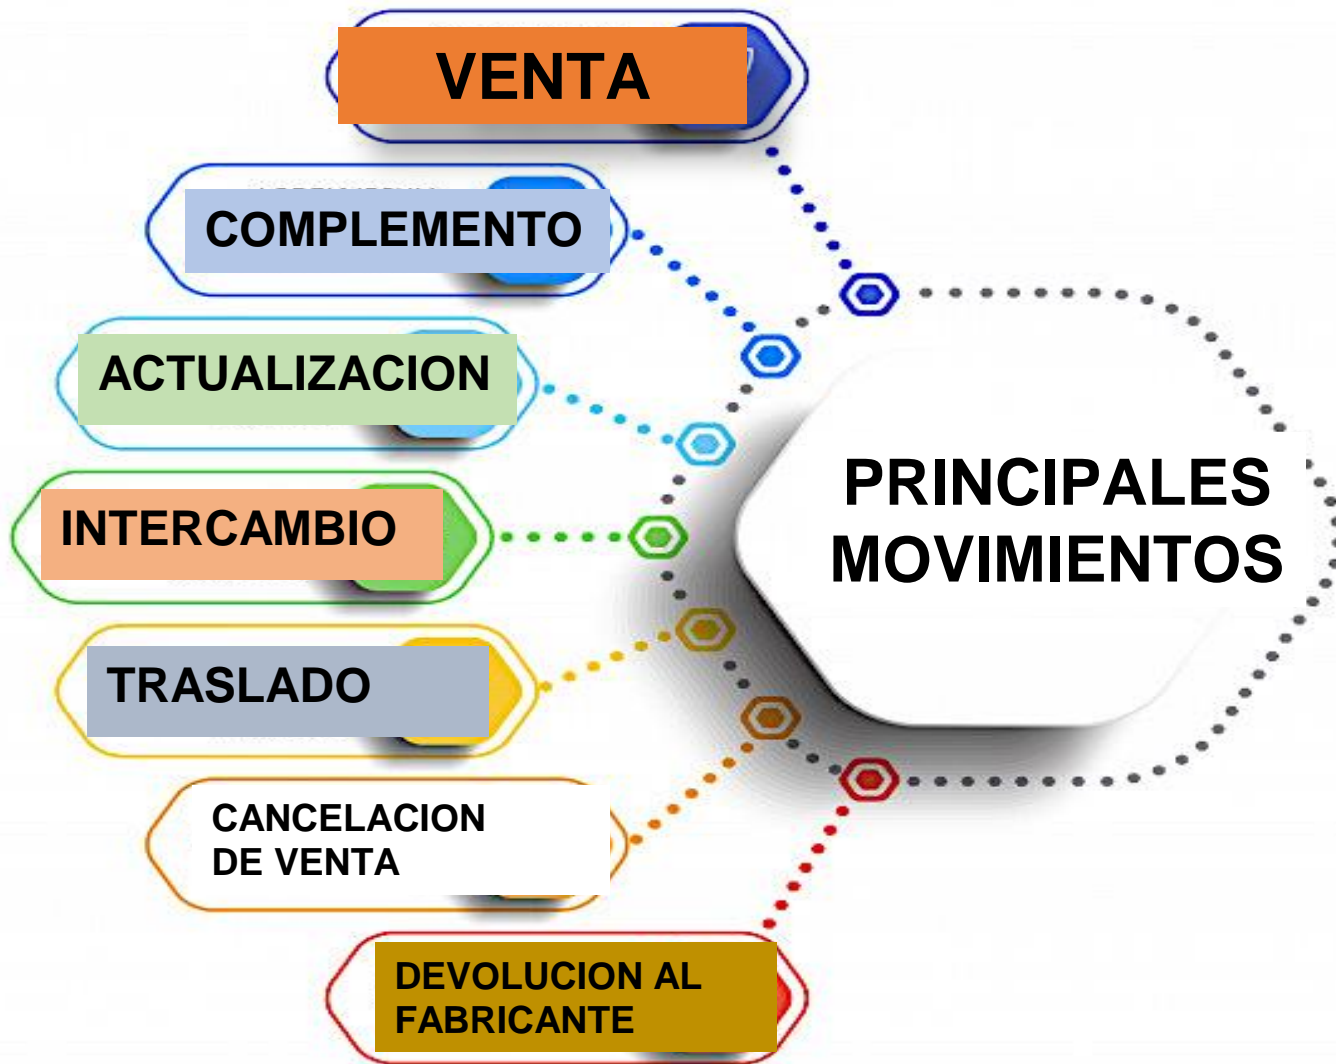 VENTA
COMPLEMENTO
ACTUALIZACION
INTERCAMBIO
TRASLADO
CANCELACION
DE VENTA
DEVOLUCION AL
FABRICANTE
PRINCIPALES
MOVIMIENTOS